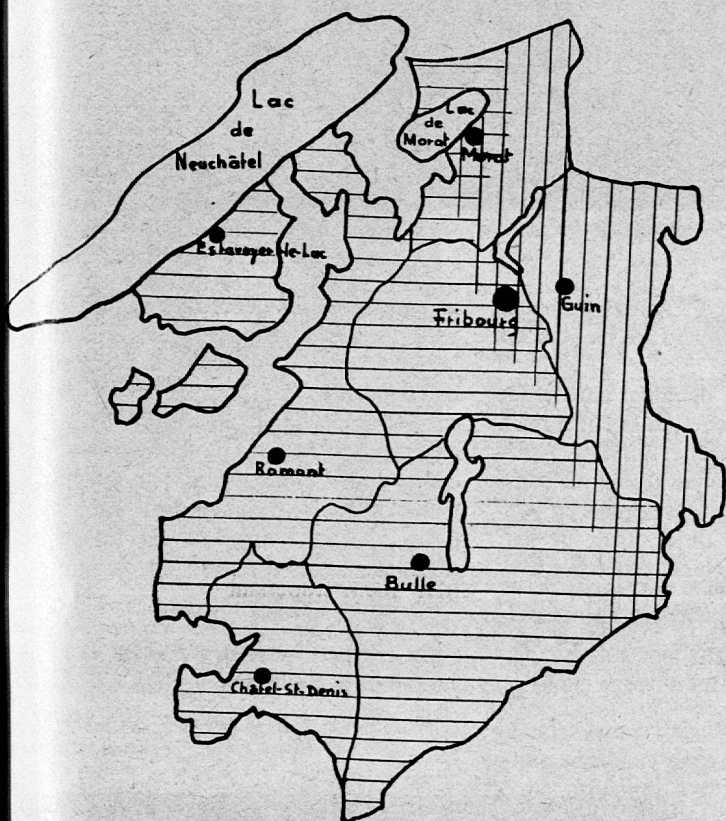 Lac
de
Neuchâtel
Lac
de
Morat
Morat
Estavayer-le-Lac
Fribourg
Guin
Romont
Bulle
Châtel-St-Denis